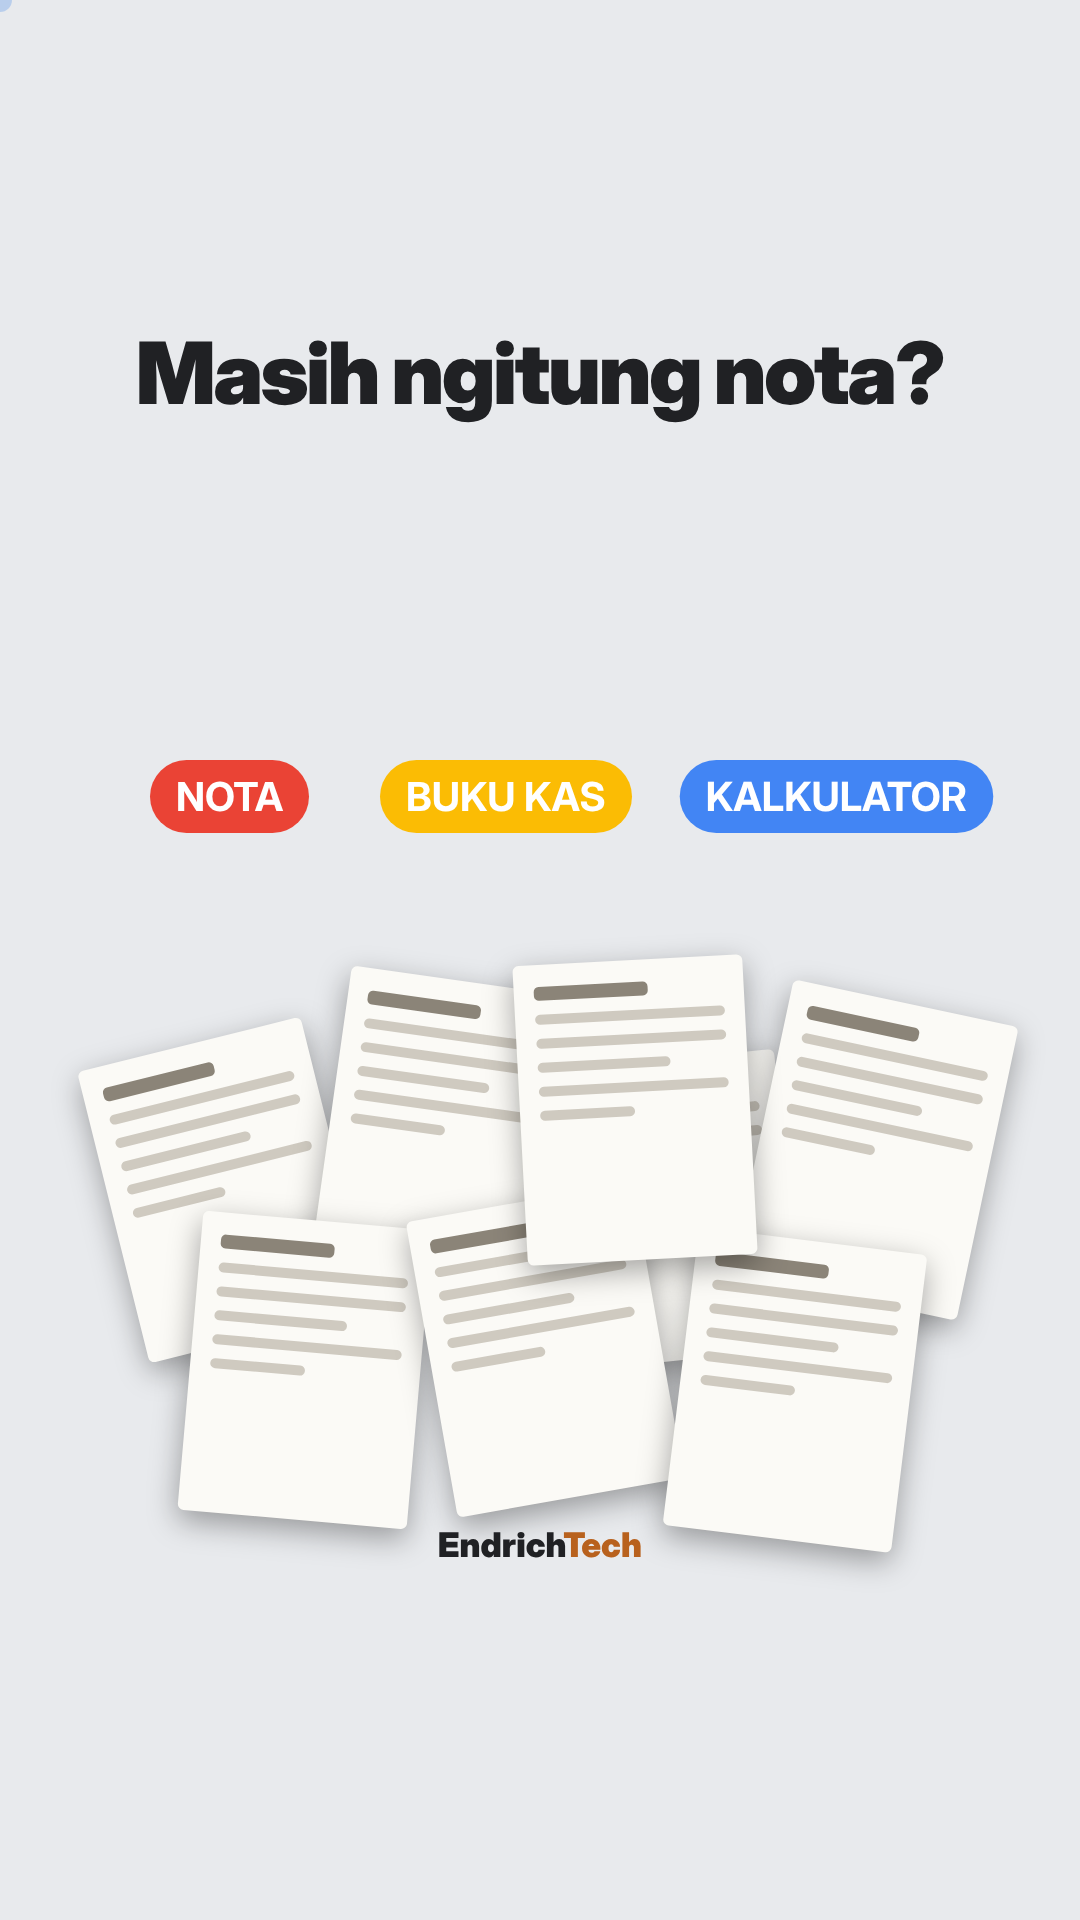 Masih ngitung nota?
NOTA
BUKU KAS
KALKULATOR
EndrichTech